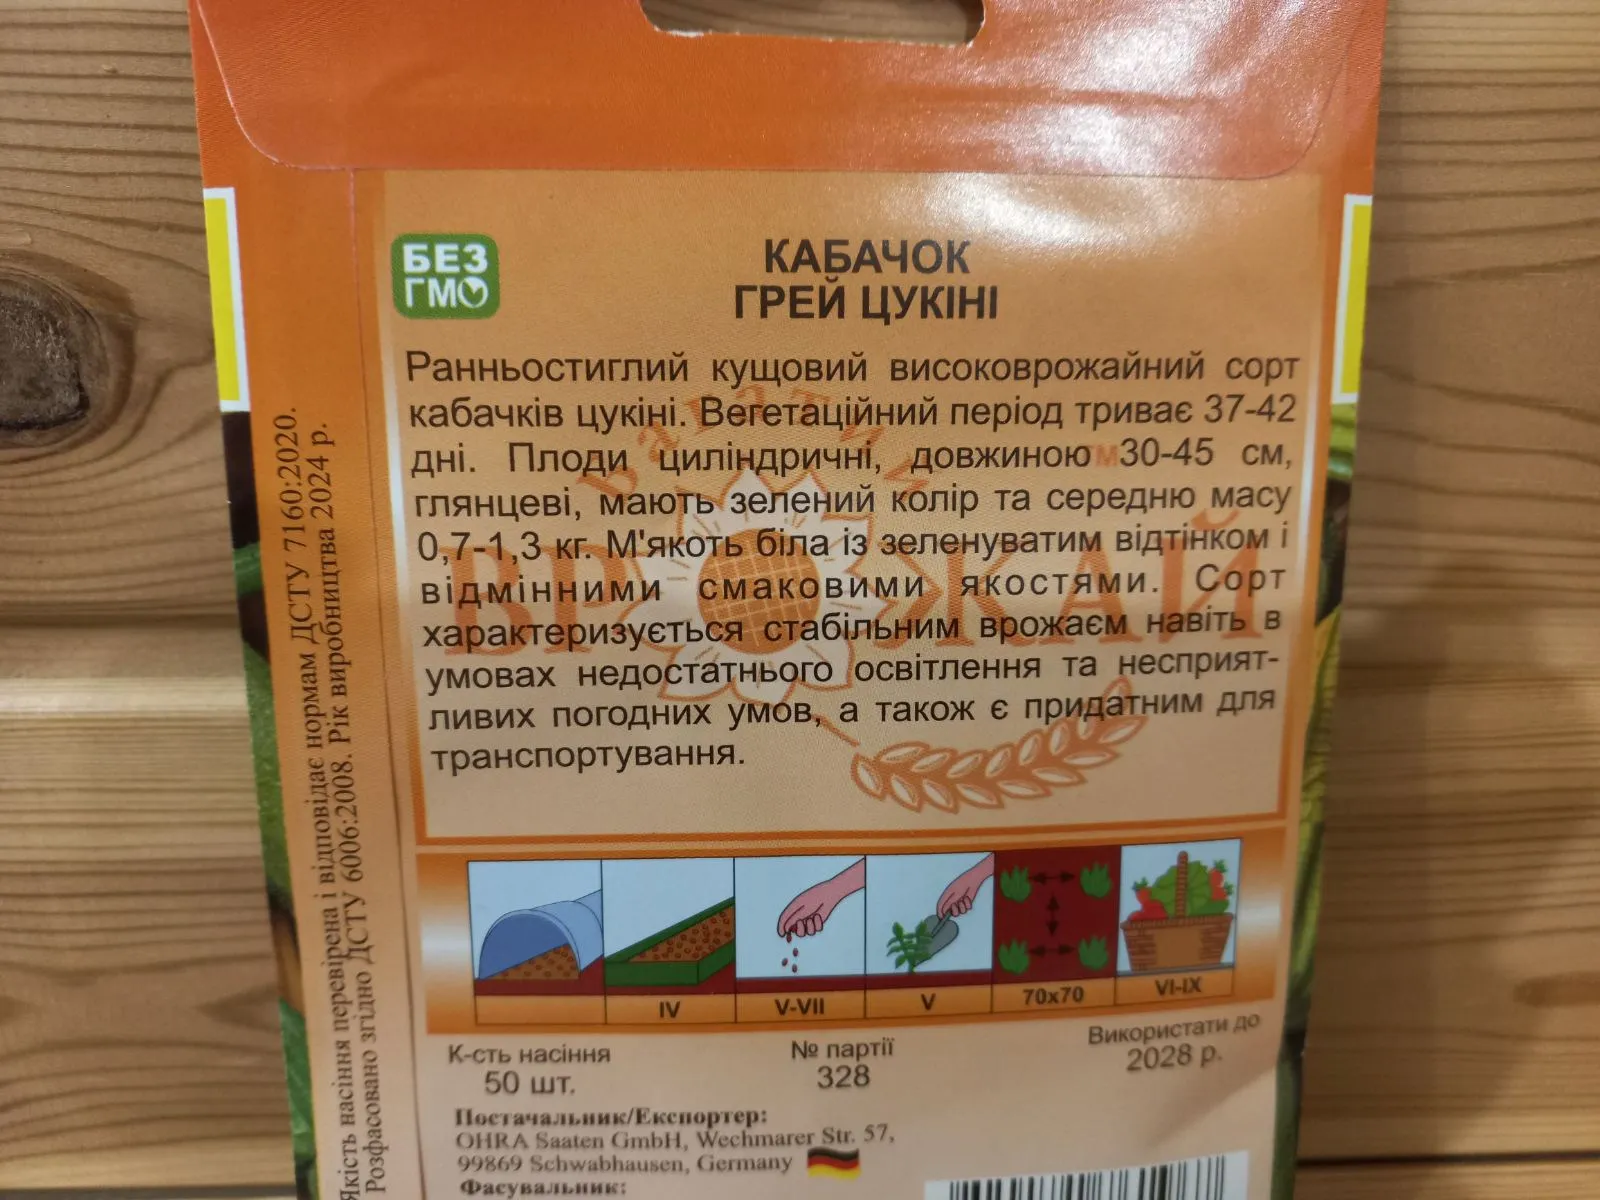 БЕЗ
ГМО
КАБАЧОК
ГРЕЙ ЦУКІНІ
Ранньостиглий кущовий високоврожайний сорт
кабачків цукіні. Вегетаційний період триває 37-42
дні. Плоди циліндричні, довжиною 30-45 см,
глянцеві, мають зелений колір та середню масу
0,7-1,3 кг. М'якоть біла із зеленуватим відтінком і
відмінними смаковими якостями. Сорт
характеризується стабільним врожаєм навіть в
умовах недостатнього освітлення та несприят-
ливих погодних умов, а також є придатним для
транспортування.
Багатий
ВРОЖАЙ
ТМ
IV
V-VII
V
70x70
VI-IX
К-сть насіння
50 шт.
№ партії
328
Використати до
2028 р.
Постачальник/Експортер:
OHRA Saaten GmbH, Wechmarer Str. 57,
99869 Schwabhausen, Germany
Фасувальник:
Якість насіння перевірена і відповідає нормам ДСТУ 7160:2020.
Розфасовано згідно ДСТУ 6006:2008. Рік виробництва 2024 р.